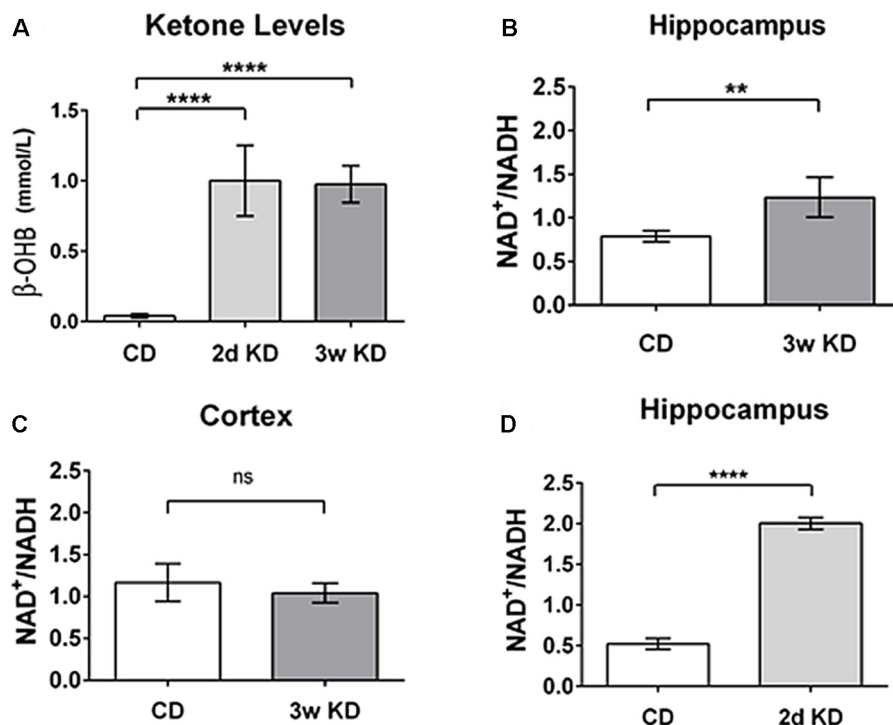 A
Ketone Levels
****
****
β-OHB (mmol/L)
1.5
1.0
0.5
0.0
CD 2d KD 3w KD
B
Hippocampus
**
NAD+/NADH
2.5
2.0
1.5
1.0
0.5
0.0
CD 3w KD
C
Cortex
ns
NAD+/NADH
2.5
2.0
1.5
1.0
0.5
0.0
CD 3w KD
D
Hippocampus
****
NAD+/NADH
2.5
2.0
1.5
1.0
0.5
0.0
CD 2d KD